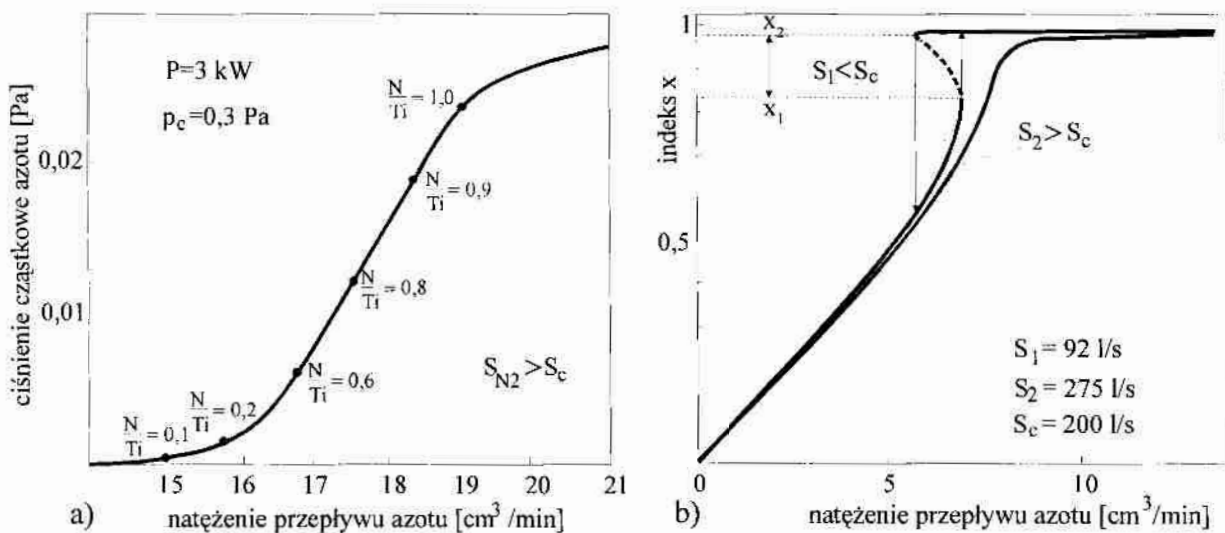 P=3 kW
p_c=0,3 Pa
N/Ti = 1,0
N/Ti = 0,9
N/Ti = 0,8
N/Ti = 0,6
N/Ti = 0,2
N/Ti = 0,1
S_N2 > S_c
0,02
0,01
ciśnienie cząstkowe azotu [Pa]
15 16 17 18 19 20 21
a) natężenie przepływu azotu [cm³/min]
1
x_2
S_1<S_c
x_1
S_2>S_c
indeks x
0,5
S_1 = 92 l/s
S_2 = 275 l/s
S_c = 200 l/s
0 5 10
b) natężenie przepływu azotu [cm³/min]